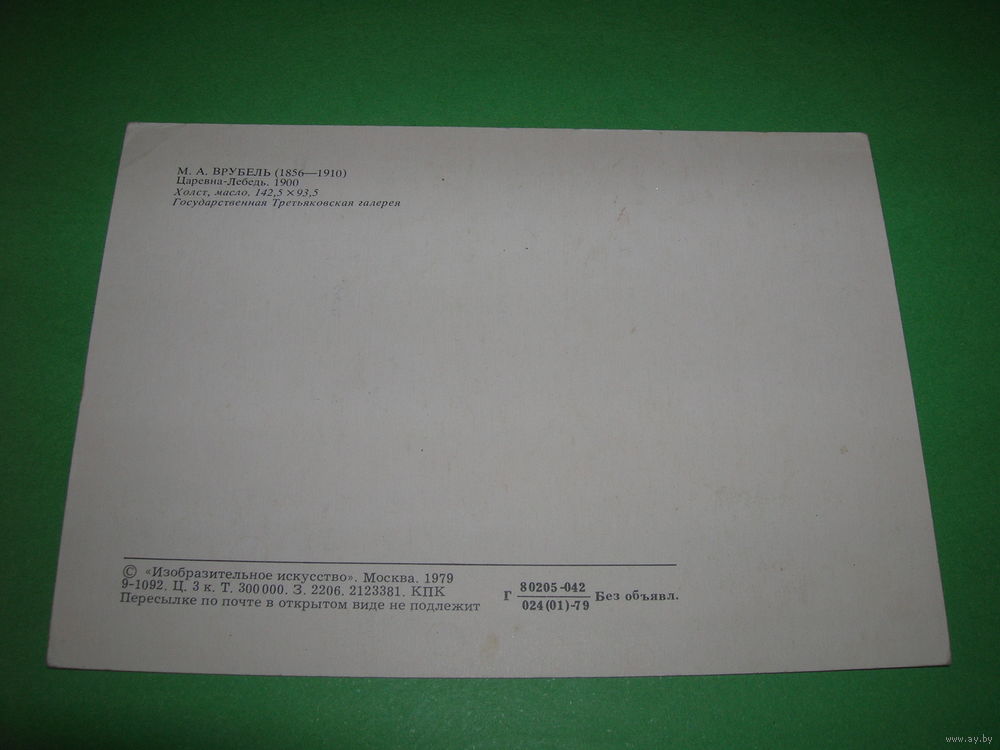 М. А. ВРУБЕЛЬ (1856—1910)
Царевна-Лебедь. 1900
Холст, масло. 142,5 × 93,5
Государственная Третьяковская галерея
© «Изобразительное искусство». Москва. 1979
9-1092. Ц. 3 к. Т. 300000. З. 2206. 2123381. КПК
Пересылке по почте в открытом виде не подлежит
Г 80205-042 Без объявл.
024(01)-79
www.ay.by